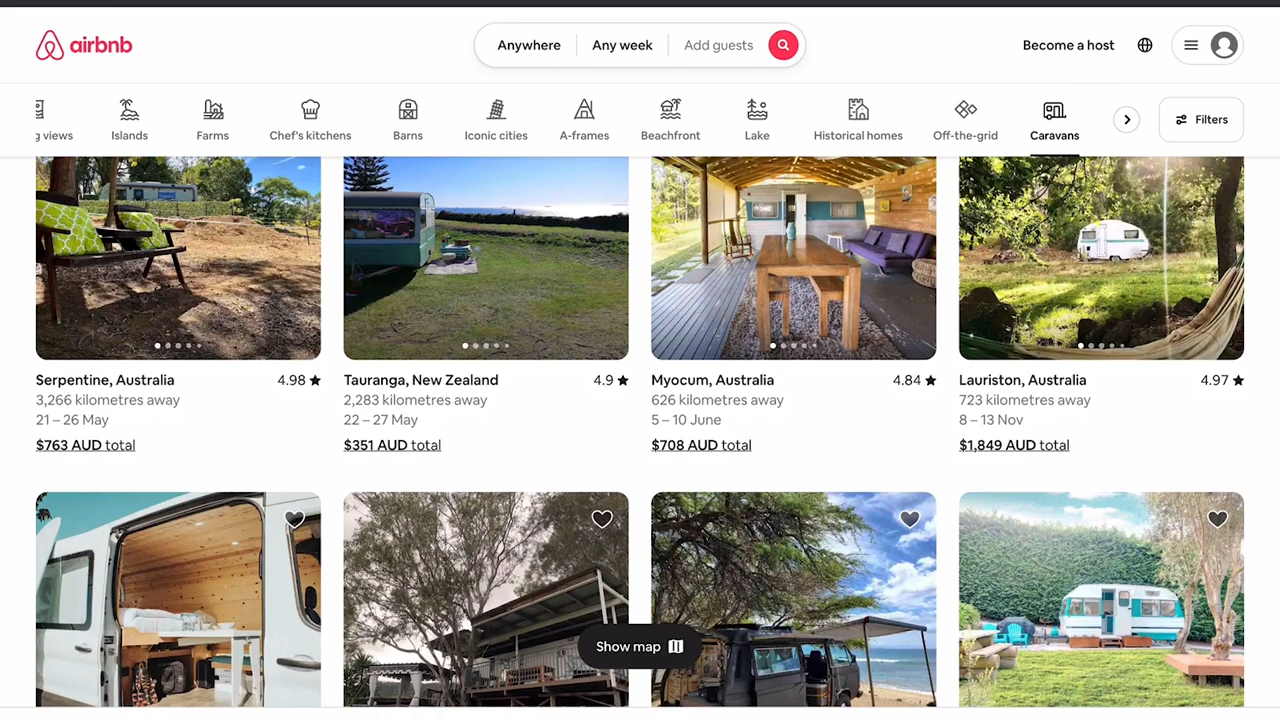 airbnb
Anywhere
Any week
Add guests
Become a host
g views
Islands
Farms
Chef's kitchens
Barns
Iconic cities
A-frames
Beachfront
Lake
Historical homes
Off-the-grid
Caravans
Filters
Serpentine, Australia
4.98
3,266 kilometres away
21 – 26 May
$763 AUD total
Tauranga, New Zealand
4.9
2,283 kilometres away
22 – 27 May
$351 AUD total
Myocum, Australia
4.84
626 kilometres away
5 – 10 June
$708 AUD total
Lauriston, Australia
4.97
723 kilometres away
8 – 13 Nov
$1,849 AUD total
Show map